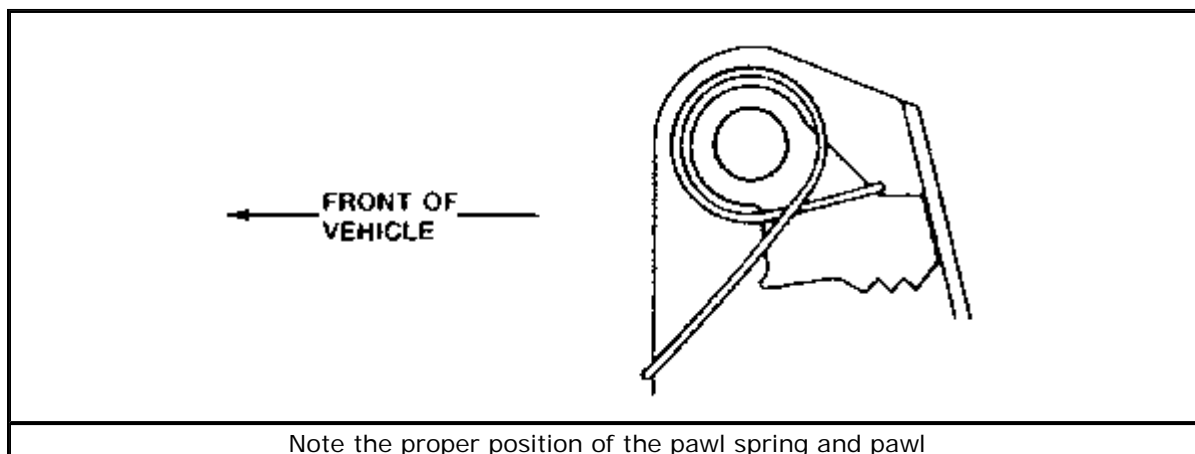 FRONT OF
VEHICLE
Note the proper position of the pawl spring and pawl